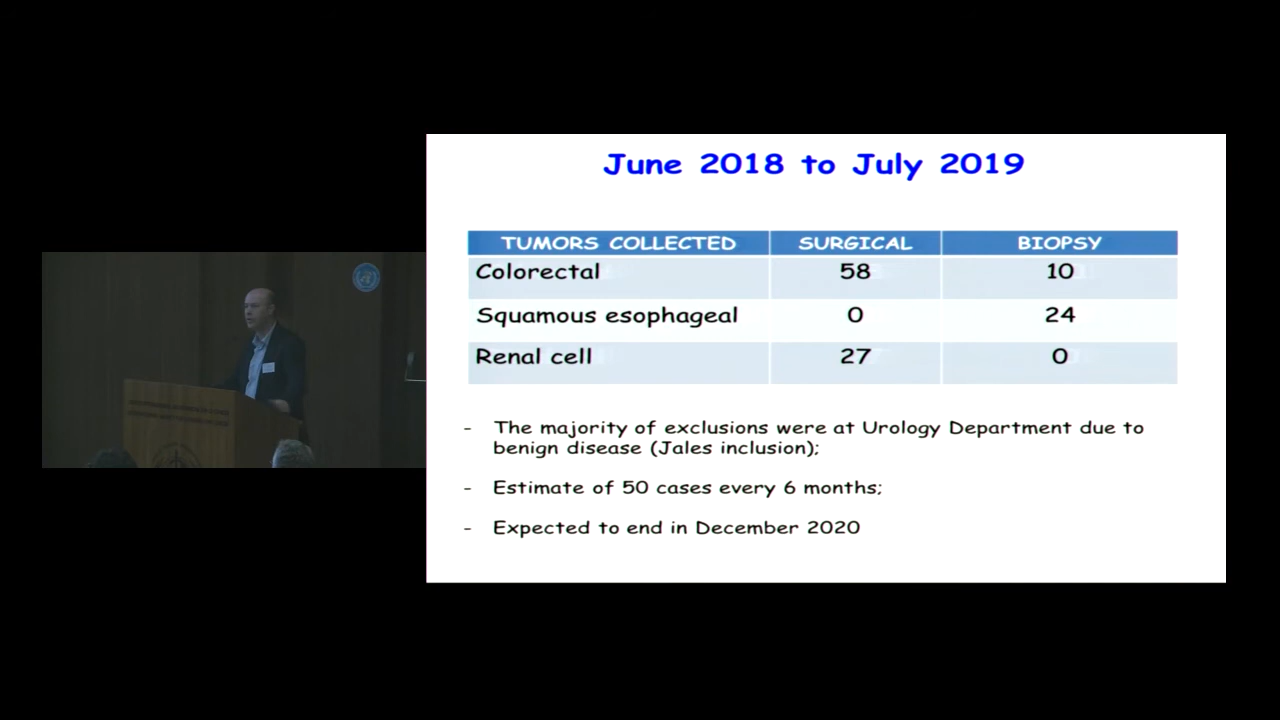 June 2018 to July 2019
TUMORS COLLECTED SURGICAL BIOPSY
Colorectal 58 10
Squamous esophageal 0 24
Renal cell 27 0
- The majority of exclusions were at Urology Department due to
benign disease (Jales inclusion);
- Estimate of 50 cases every 6 months;
- Expected to end in December 2020